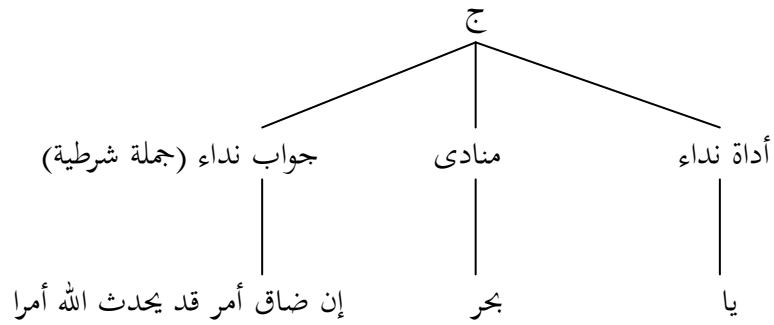 ج
أداة نداء منادى جواب نداء (جملة شرطية)
يا بحر إن ضاق أمر قد يحدث الله أمرا